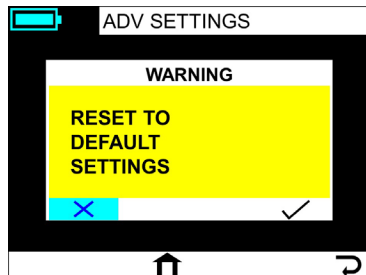 ADV SETTINGS
WARNING
RESET TO
DEFAULT
SETTINGS